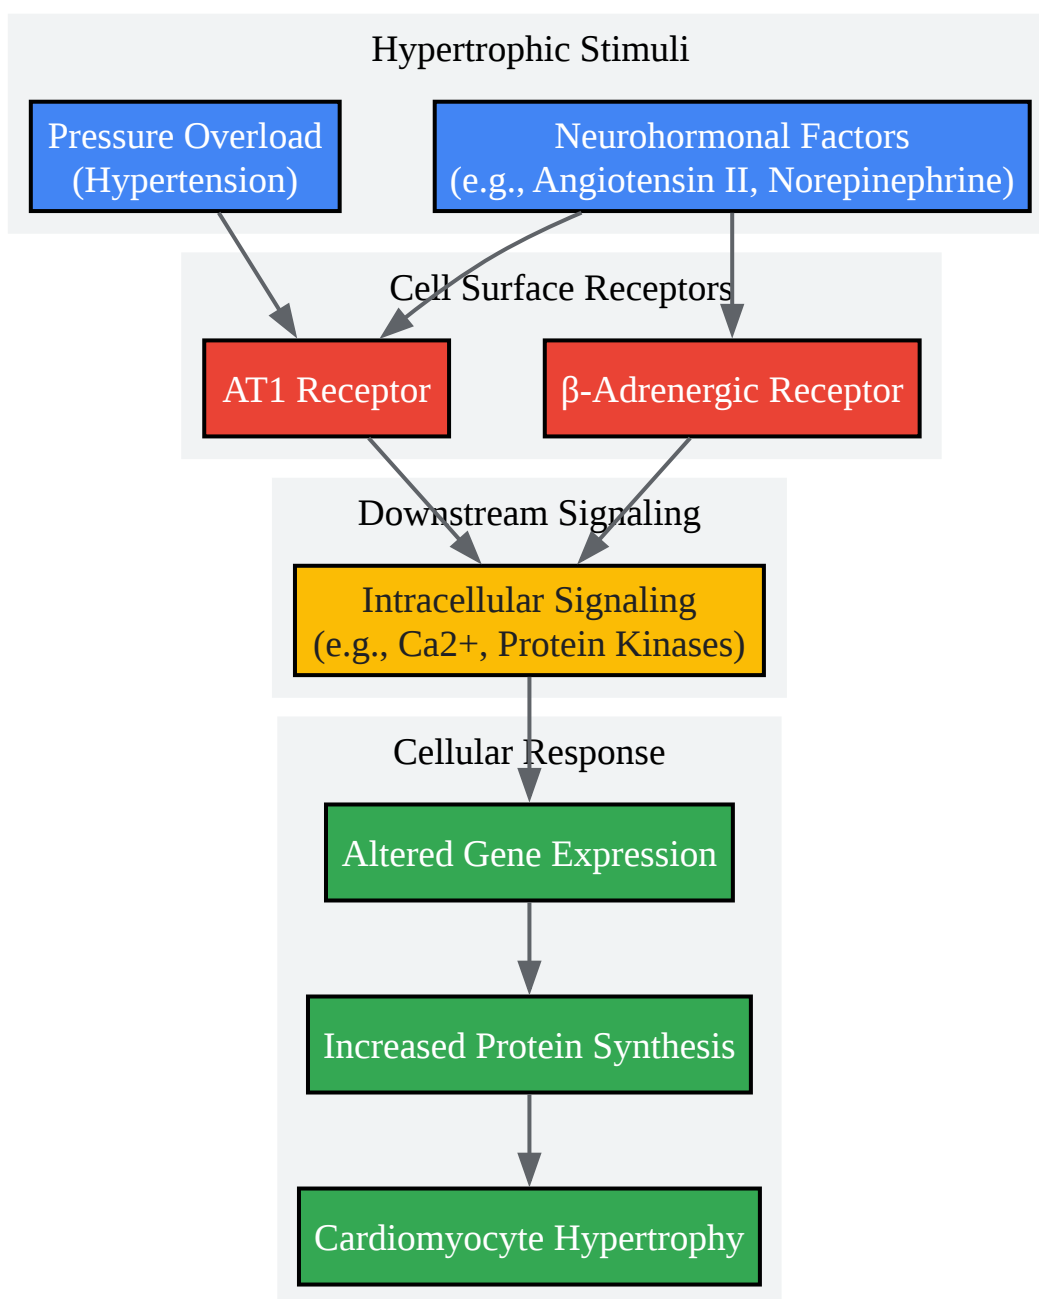 Hypertrophic Stimuli
Pressure Overload
(Hypertension)
Neurohormonal Factors
(e.g., Angiotensin II, Norepinephrine)
Cell Surface Receptors
AT1 Receptor
β-Adrenergic Receptor
Downstream Signaling
Intracellular Signaling
(e.g., Ca2+, Protein Kinases)
Cellular Response
Altered Gene Expression
Increased Protein Synthesis
Cardiomyocyte Hypertrophy